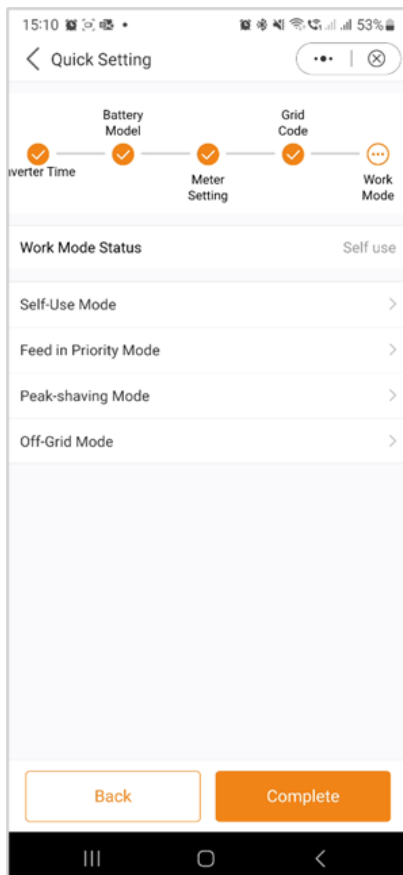 15:10 53%
Quick Setting
Battery
Model
Grid
Code
verter Time
Meter
Setting
Work
Mode
Work Mode Status Self use
Self-Use Mode
Feed in Priority Mode
Peak-shaving Mode
Off-Grid Mode
Back Complete